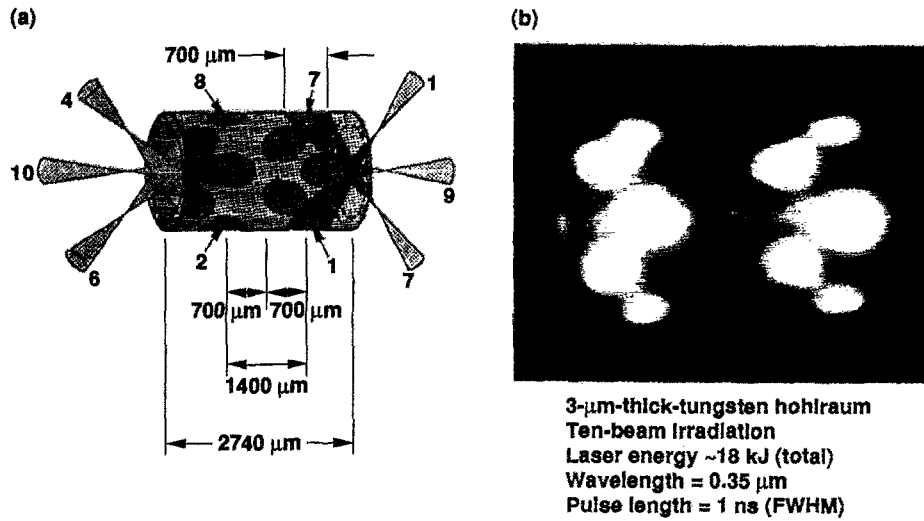 (a)
700 μm
8
7
4
1
10
9
6
2
1
7
700 μm
700 μm
1400 μm
2740 μm
(b)
3-μm-thick-tungsten hohlraum
Ten-beam irradiation
Laser energy ~18 kJ (total)
Wavelength = 0.35 μm
Pulse length = 1 ns (FWHM)